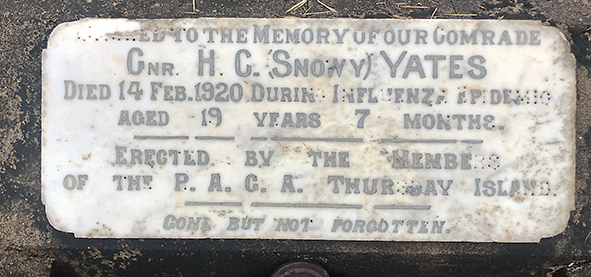 TO THE MEMORY OF OUR COMRADE
GNR. H. C. (SNOWY) YATES
DIED 14 FEB. 1920 DURING INFLUENZA EPIDEMIC
AGED 19 YEARS 7 MONTHS.
ERECTED BY THE MEMBERS
OF THE R. A. G. A. THURSDAY ISLAND.
GONE BUT NOT FORGOTTEN.